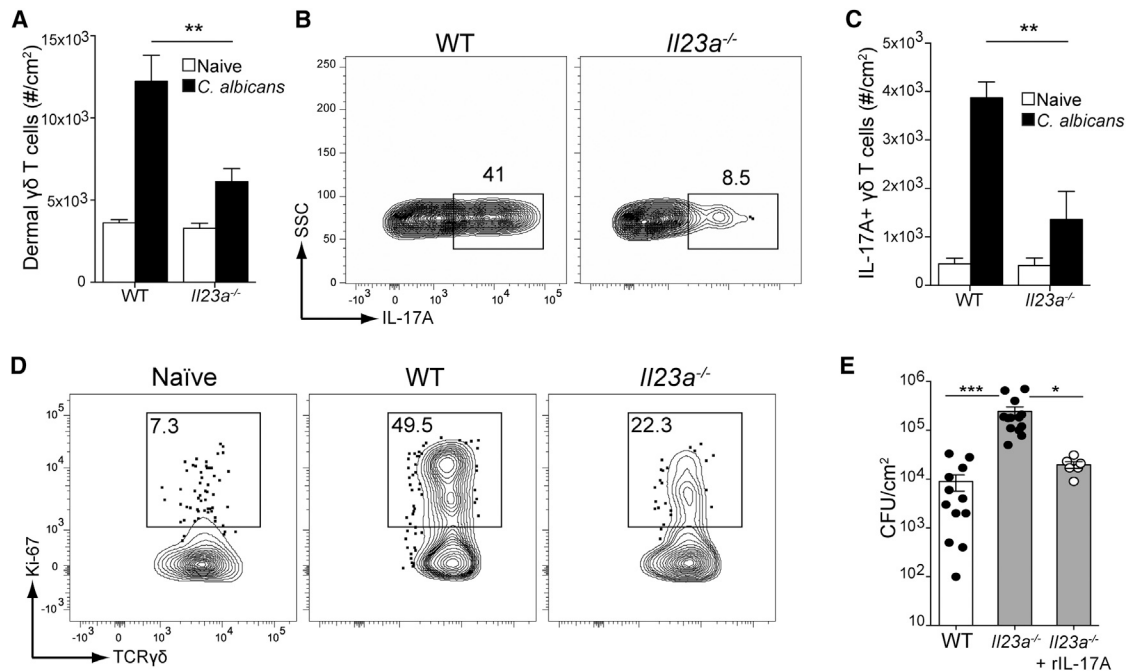 A
Dermal γδ T cells (#/cm²)
15x10³
10x10³
5x10³
0
**
Naive
C. albicans
WT
Il23a⁻/⁻
B
WT
Il23a⁻/⁻
SSC
250
200
150
100
50
0
41
8.5
-10³ 0 10³ 10⁴ 10⁵
IL-17A
C
IL-17A+ γδ T cells (#/cm²)
5x10³
4x10³
3x10³
2x10³
1x10³
0
**
Naive
C. albicans
WT
Il23a⁻/⁻
D
Naïve
WT
Il23a⁻/⁻
Ki-67
10⁵
10⁴
10³
0
-10³
7.3
49.5
22.3
-10³ 0 10³ 10⁴ 10⁵
TCRγδ
E
CFU/cm²
10⁶
10⁵
10⁴
10³
10²
10
***
*
WT
Il23a⁻/⁻
Il23a⁻/⁻
+ rIL-17A